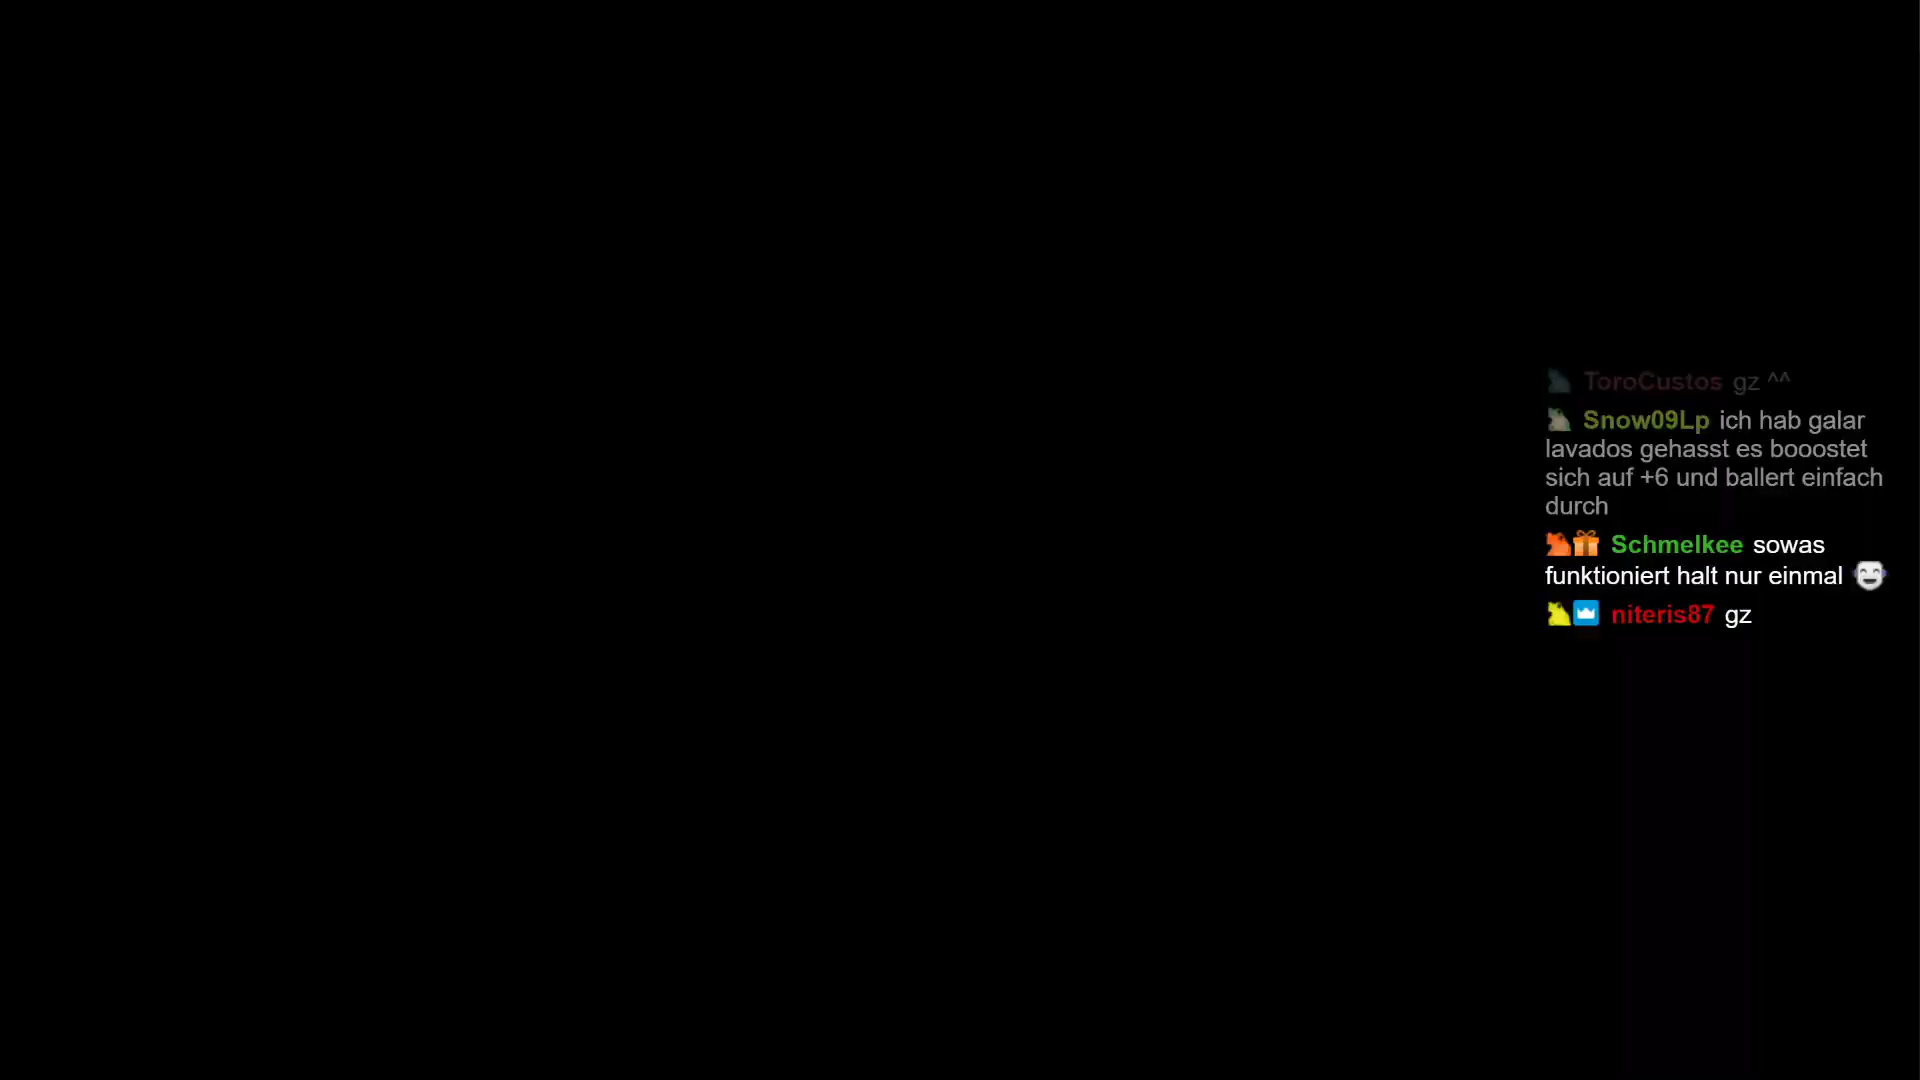 ToroCustos gz ^^
Snow09Lp ich hab galar
lavados gehasst es booostet
sich auf +6 und ballert einfach
durch
Schmelkee sowas
funktioniert halt nur einmal
niteris87 gz